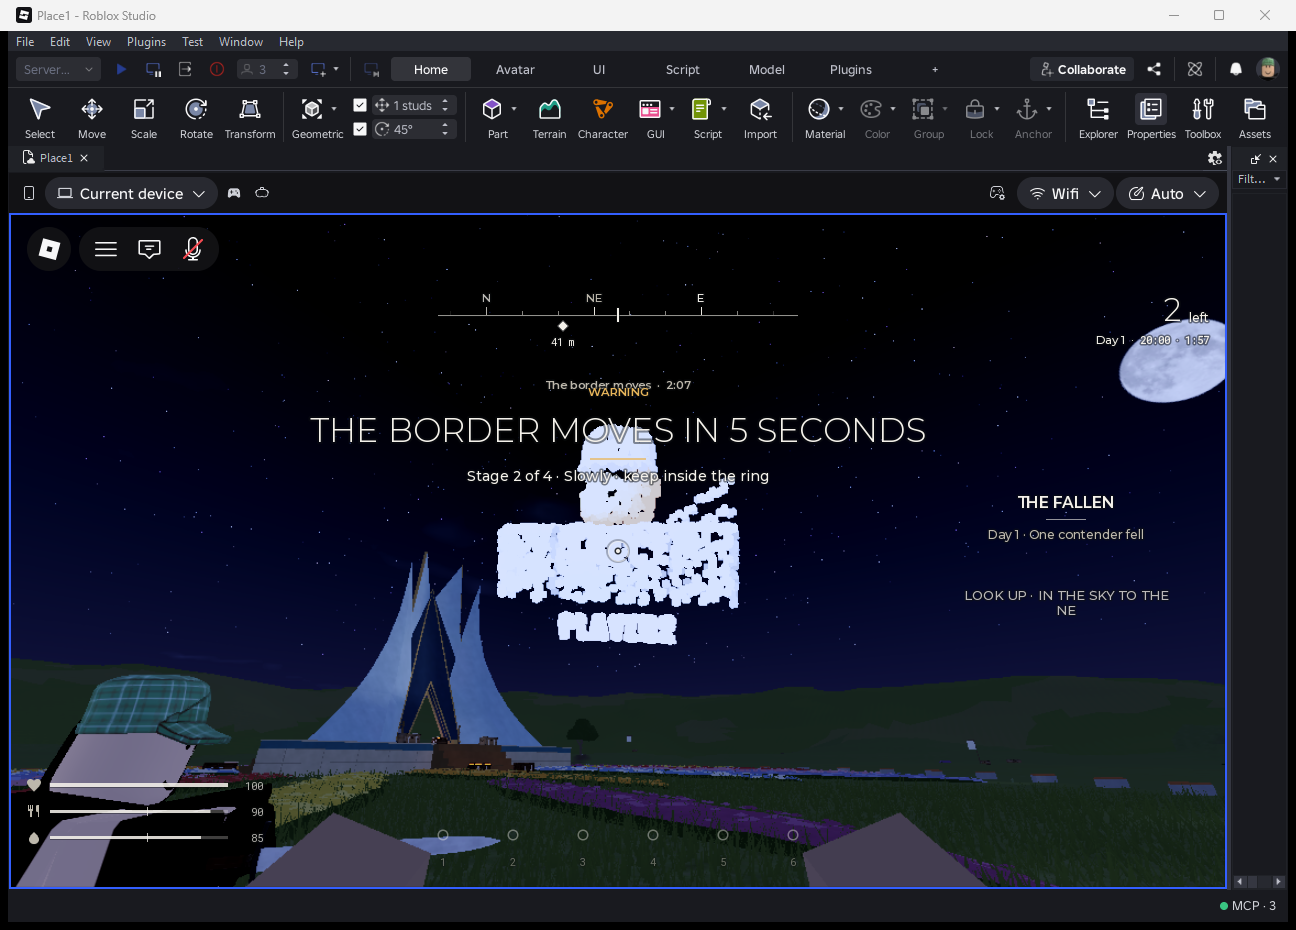 Place1 - Roblox Studio
File Edit View Plugins Test Window Help
Server... 3 Home Avatar UI Script Model Plugins + Collaborate
1 studs
45°
Select Move Scale Rotate Transform Geometric Part Terrain Character GUI Script Import Material Color Group Lock Anchor Explorer Properties Toolbox Assets
Place1
Filt...
Current device Wifi Auto
N NE E
41 m
2 left
Day 1 · 20:00 · 1:57
The border moves · 2:07
WARNING
THE BORDER MOVES IN 5 SECONDS
Stage 2 of 4 · Slowly · keep inside the ring
THE FALLEN
Day 1 · One contender fell
LOOK UP · IN THE SKY TO THE
NE
100
90
85
1 2 3 4 5 6
MCP · 3